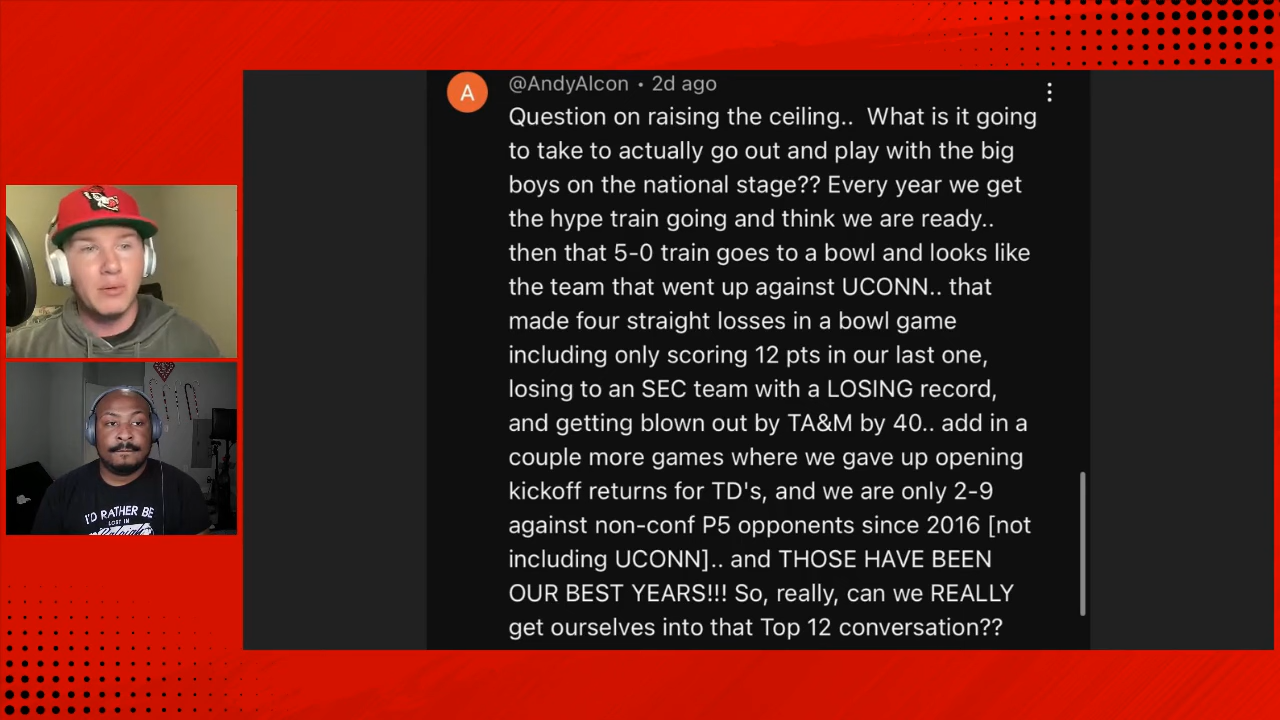 @AndyAlcon • 2d ago
A
Question on raising the ceiling.. What is it going
to take to actually go out and play with the big
boys on the national stage?? Every year we get
the hype train going and think we are ready..
then that 5-0 train goes to a bowl and looks like
the team that went up against UCONN.. that
made four straight losses in a bowl game
including only scoring 12 pts in our last one,
losing to an SEC team with a LOSING record,
and getting blown out by TA&M by 40.. add in a
couple more games where we gave up opening
kickoff returns for TD's, and we are only 2-9
against non-conf P5 opponents since 2016 [not
including UCONN].. and THOSE HAVE BEEN
OUR BEST YEARS!!! So, really, can we REALLY
get ourselves into that Top 12 conversation??
I'D RATHER BE
LOST IN